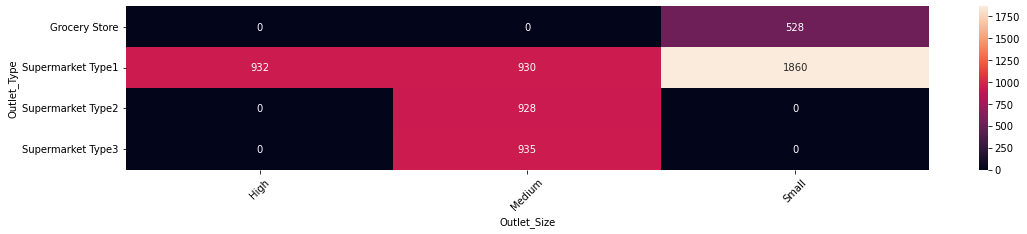 Outlet_Type
Grocery Store 0 0 528
Supermarket Type1 932 930 1860
Supermarket Type2 0 928 0
Supermarket Type3 0 935 0
High Medium Small
Outlet_Size
1750
1500
1250
1000
750
500
250
0